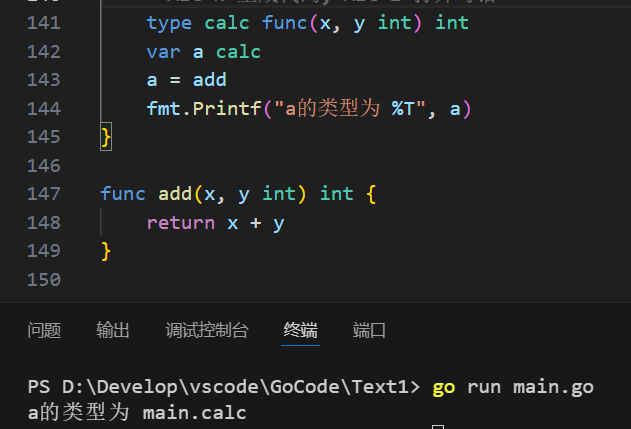 141 type calc func(x, y int) int
142 var a calc
143 a = add
144 fmt.Printf("a的类型为 %T", a)
145 }
146
147 func add(x, y int) int {
148 return x + y
149 }
150
问题 输出 调试控制台 终端 端口
PS D:\Develop\vscode\GoCode\Text1> go run main.go
a的类型为 main.calc